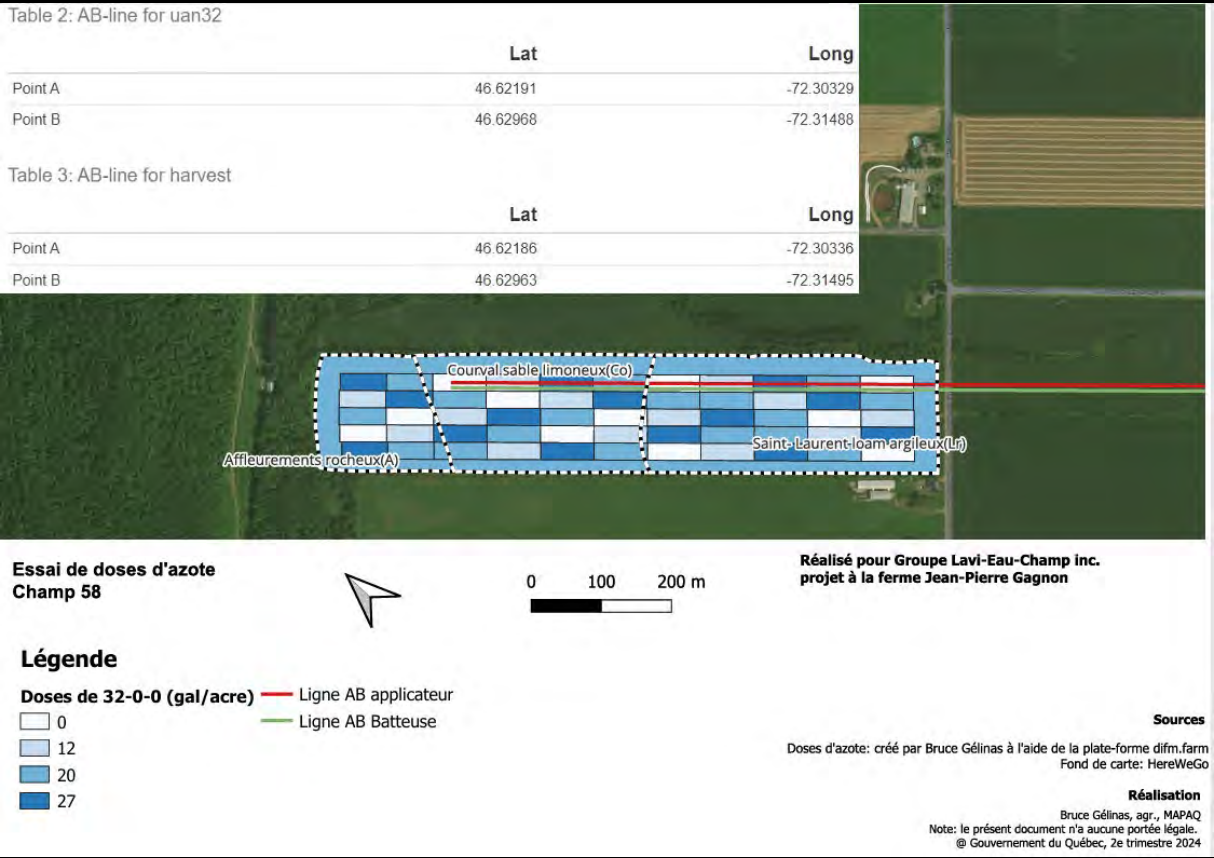 Table 2: AB-line for uan32
Lat Long
Point A 46.62191 -72.30329
Point B 46.62968 -72.31488
Table 3: AB-line for harvest
Lat Long
Point A 46.62186 -72.30336
Point B 46.62963 -72.31495
Courval sable limoneux(Co)
Saint- Laurent-loam argileux(Lr)
Affleurements rocheux(A)
Essai de doses d'azote
Champ 58
0 100 200 m
Réalisé pour Groupe Lavi-Eau-Champ inc.
projet à la ferme Jean-Pierre Gagnon
Légende
Doses de 32-0-0 (gal/acre)
0
12
20
27
Ligne AB applicateur
Ligne AB Batteuse
Sources
Doses d'azote: créé par Bruce Gélinas à l'aide de la plate-forme difm.farm
Fond de carte: HereWeGo
Réalisation
Bruce Gélinas, agr., MAPAQ
Note: le présent document n'a aucune portée légale.
@ Gouvernement du Québec, 2e trimestre 2024